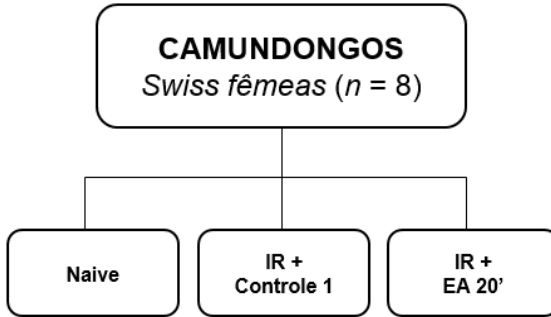 CAMUNDONGOS
Swiss fêmeas (n = 8)
Naive
IR +
Controle 1
IR +
EA 20’